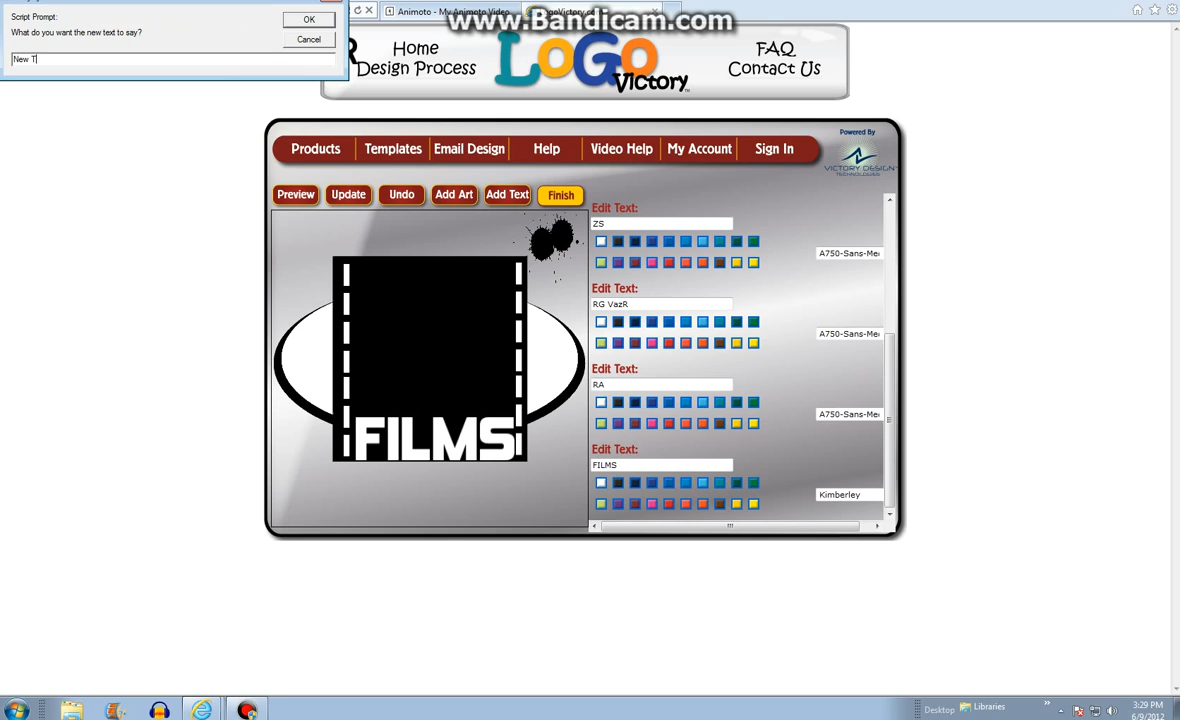 Script Prompt:
What do you want the new text to say?
OK
Cancel
New T
Animoto - My Animoto Video
www.Bandicam.com
Home
Design Process
LOGO
Victory™
FAQ
Contact Us
Powered By
VICTORY DESIGN
TECHNOLOGIES
Products
Templates
Email Design
Help
Video Help
My Account
Sign In
Preview
Update
Undo
Add Art
Add Text
Finish
Edit Text:
ZS
A750-Sans-Me
Edit Text:
RG VazR
A750-Sans-Me
Edit Text:
RA
A750-Sans-Me
Edit Text:
FILMS
Kimberley
FILMS
Desktop
Libraries
3:29 PM
6/9/2012